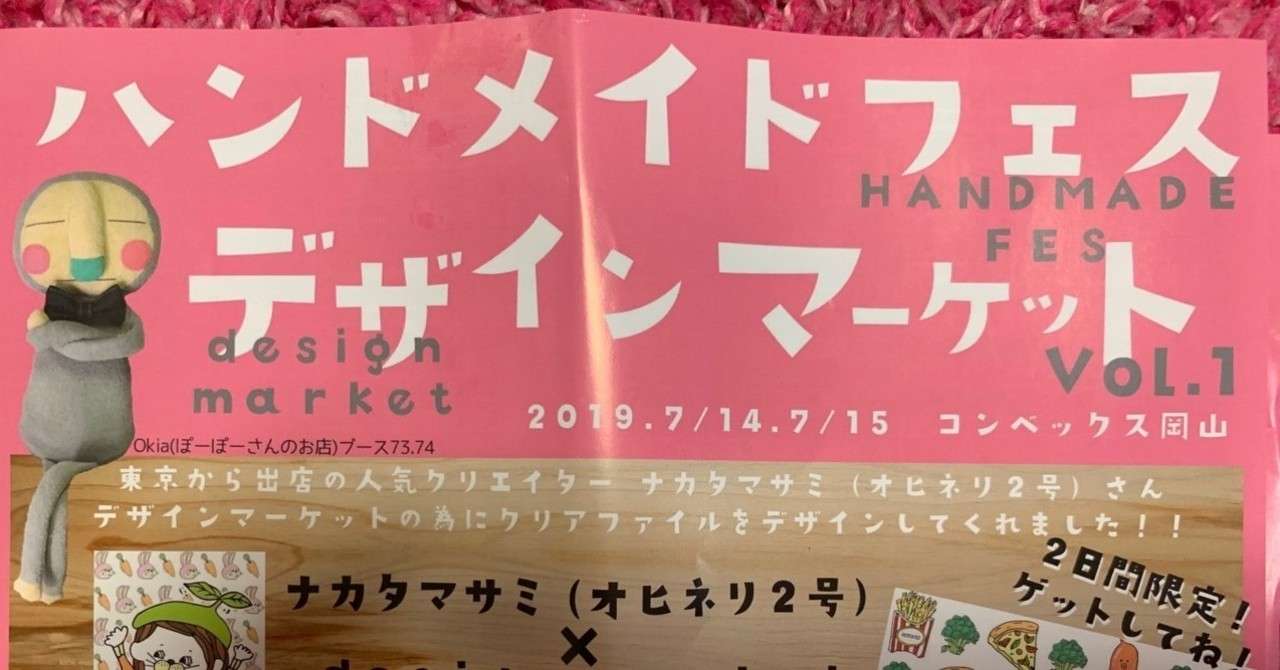 ハンドメイドフェス
HANDMADE
FES
デザインマーケット
design
market
Vol.1
2019.7/14.7/15 コンベックス岡山
Okia(ぽーぽーさんのお店)ブース73.74
東京から出店の人気クリエイター ナカタマサミ(オヒネリ2号)さん
デザインマーケットの為にクリアファイルをデザインしてくれました!!
2日間限定!
ゲットしてね!
ナカタマサミ(オヒネリ2号)
×